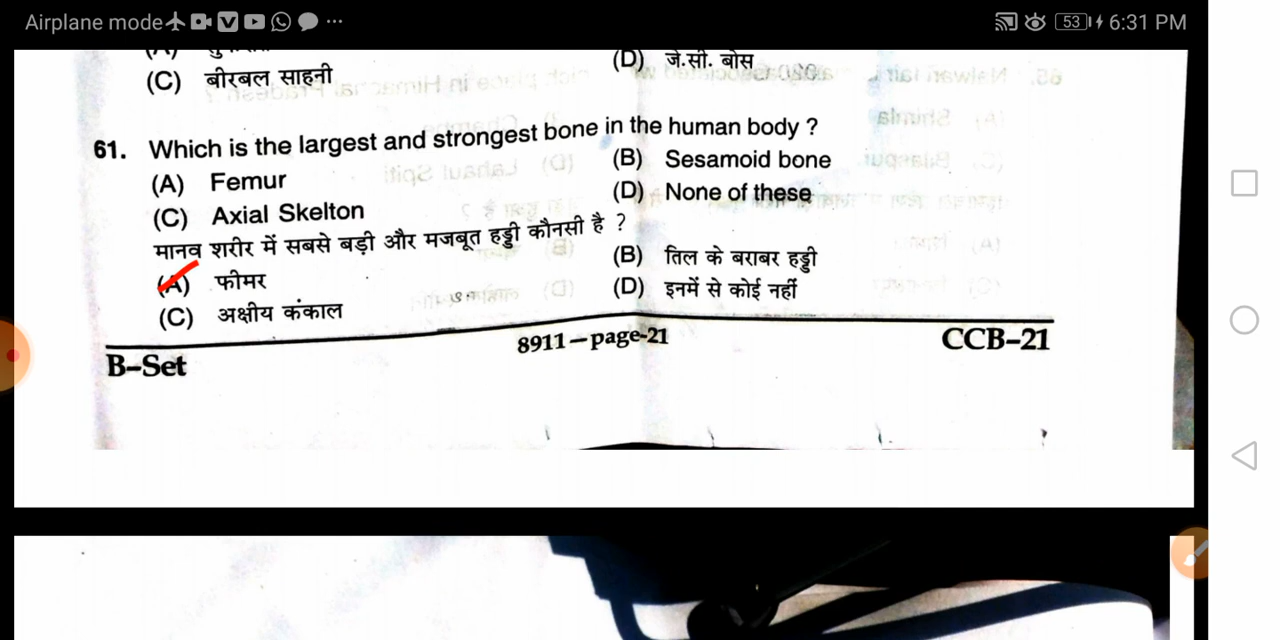 Airplane mode 53 6:31 PM
(D) जे.सी. बोस
(C) बीरबल साहनी
61. Which is the largest and strongest bone in the human body ?
(A) Femur (B) Sesamoid bone
(C) Axial Skelton (D) None of these
मानव शरीर में सबसे बड़ी और मजबूत हड्डी कौनसी है ?
(A) फीमर (B) तिल के बराबर हड्डी
(C) अक्षीय कंकाल (D) इनमें से कोई नहीं
B–Set 8911–page-21 CCB–21